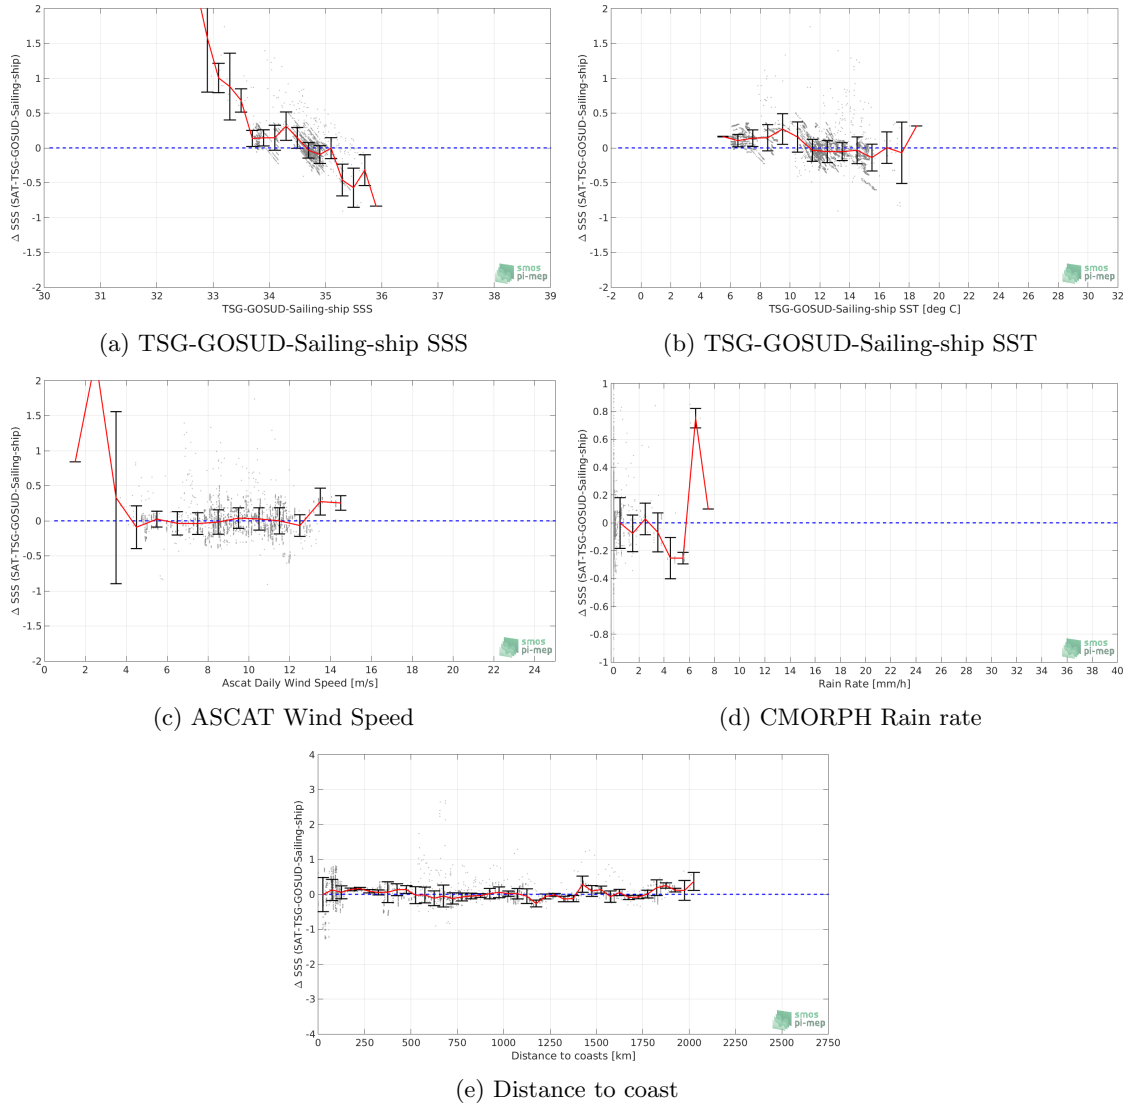 2
1.5
1
0.5
0
-0.5
-1
-1.5
-2
Δ SSS (SAT-TSG-GOSUD-Sailing-ship)
30 31 32 33 34 35 36 37 38 39
TSG-GOSUD-Sailing-ship SSS
smos
pi-mep
(a) TSG-GOSUD-Sailing-ship SSS
2
1.5
1
0.5
0
-0.5
-1
-1.5
-2
Δ SSS (SAT-TSG-GOSUD-Sailing-ship)
-2 0 2 4 6 8 10 12 14 16 18 20 22 24 26 28 30 32
TSG-GOSUD-Sailing-ship SST [deg C]
smos
pi-mep
(b) TSG-GOSUD-Sailing-ship SST
2
1.5
1
0.5
0
-0.5
-1
-1.5
-2
Δ SSS (SAT-TSG-GOSUD-Sailing-ship)
0 2 4 6 8 10 12 14 16 18 20 22 24
Ascat Daily Wind Speed [m/s]
smos
pi-mep
(c) ASCAT Wind Speed
1
0.8
0.6
0.4
0.2
0
-0.2
-0.4
-0.6
-0.8
-1
Δ SSS (SAT-TSG-GOSUD-Sailing-ship)
0 2 4 6 8 10 12 14 16 18 20 22 24 26 28 30 32 34 36 38 40
Rain Rate [mm/h]
smos
pi-mep
(d) CMORPH Rain rate
4
3
2
1
0
-1
-2
-3
-4
Δ SSS (SAT-TSG-GOSUD-Sailing-ship)
0 250 500 750 1000 1250 1500 1750 2000 2250 2500 2750
Distance to coasts [km]
smos
pi-mep
(e) Distance to coast